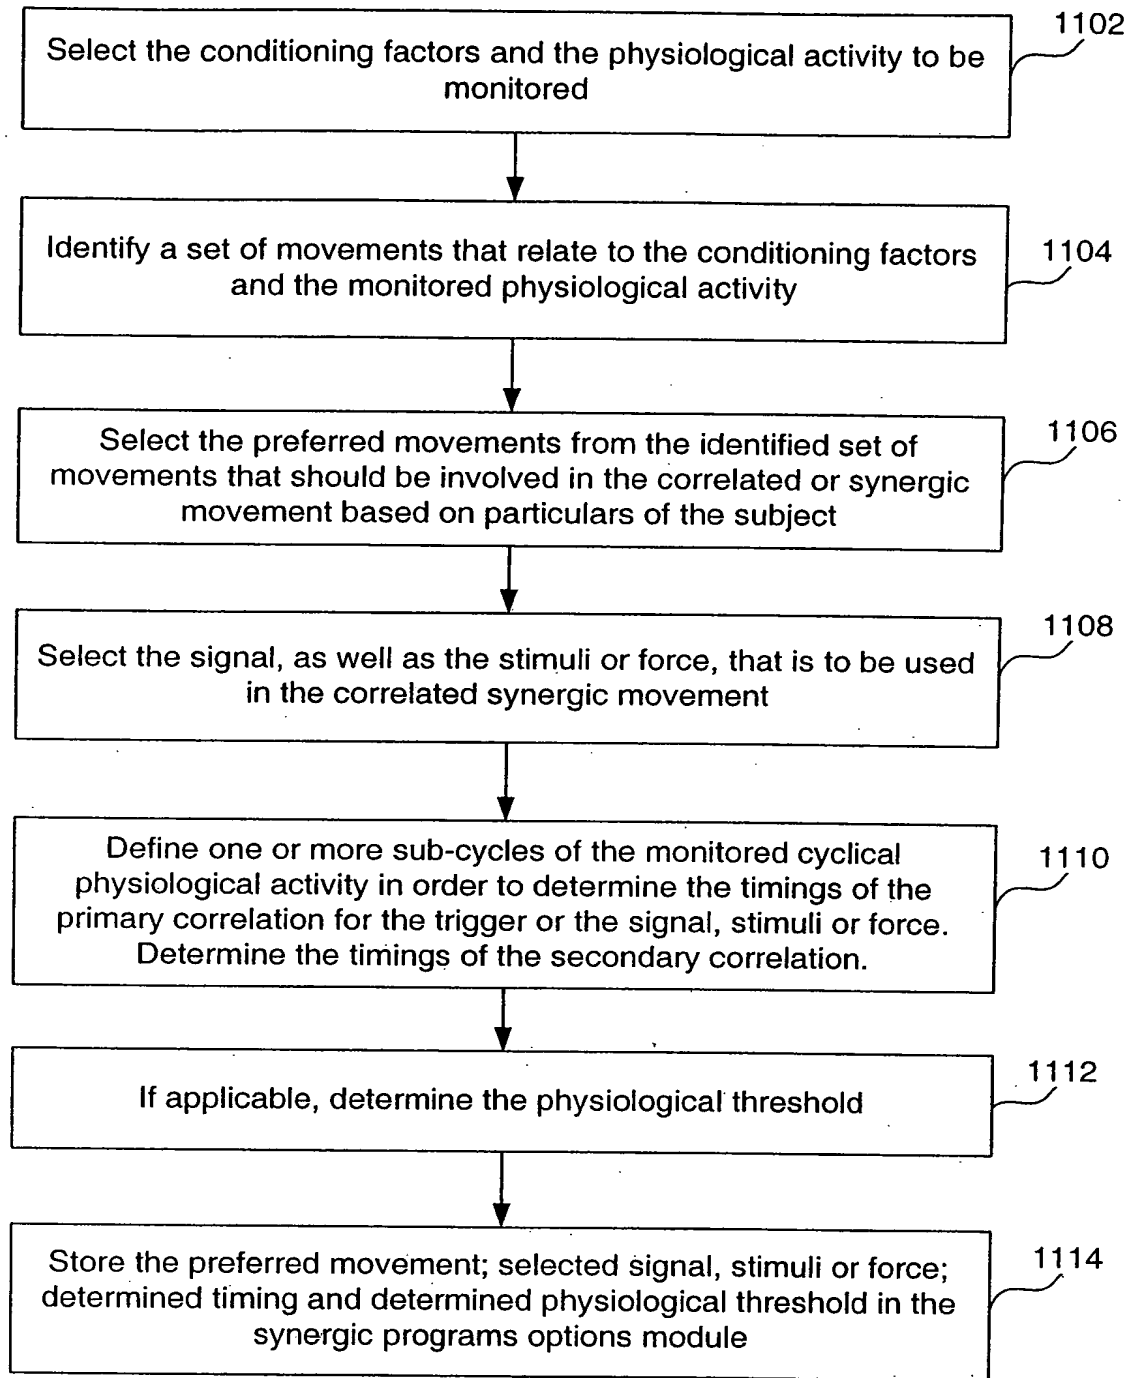 1102
Select the conditioning factors and the physiological activity to be
monitored
1104
Identify a set of movements that relate to the conditioning factors
and the monitored physiological activity
1106
Select the preferred movements from the identified set of
movements that should be involved in the correlated or synergic
movement based on particulars of the subject
1108
Select the signal, as well as the stimuli or force, that is to be used
in the correlated synergic movement
1110
Define one or more sub-cycles of the monitored cyclical
physiological activity in order to determine the timings of the
primary correlation for the trigger or the signal, stimuli or force.
Determine the timings of the secondary correlation.
1112
If applicable, determine the physiological threshold
1114
Store the preferred movement; selected signal, stimuli or force;
determined timing and determined physiological threshold in the
synergic programs options module